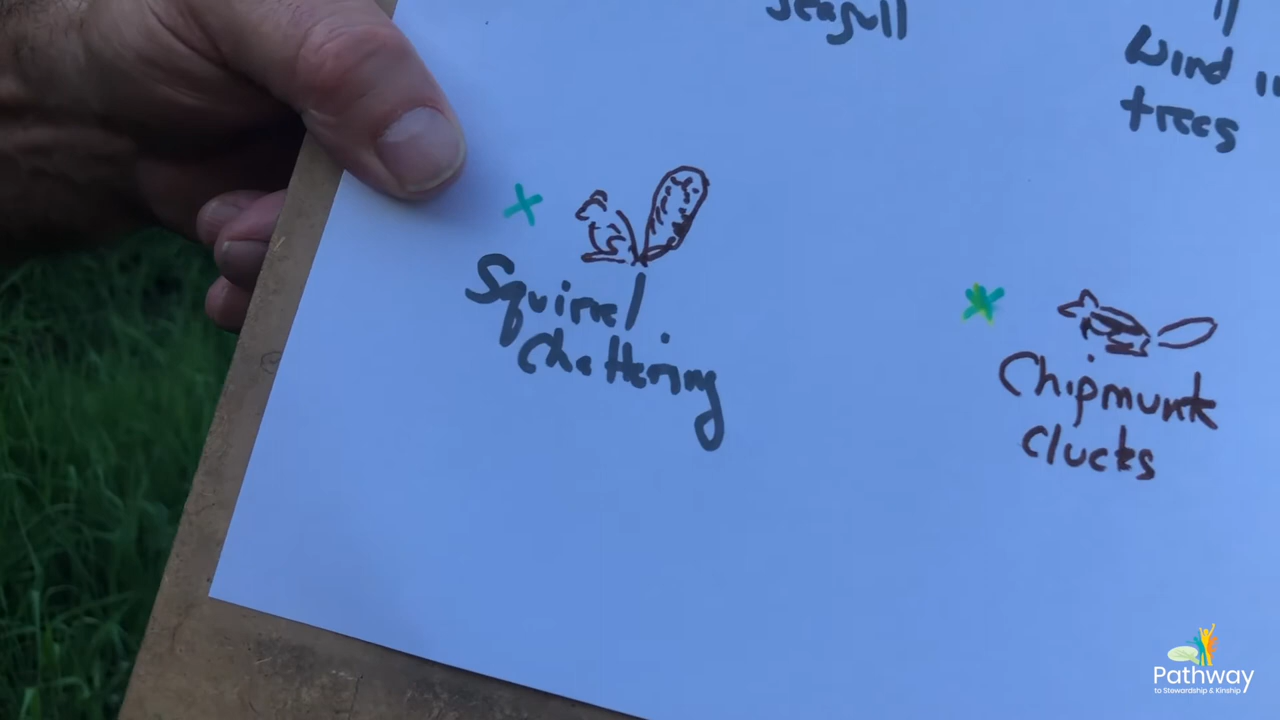 Seagull
Wind in
trees
Squirrel
Chattering
Chipmunk
Clucks
Pathway
to Stewardship & Kinship